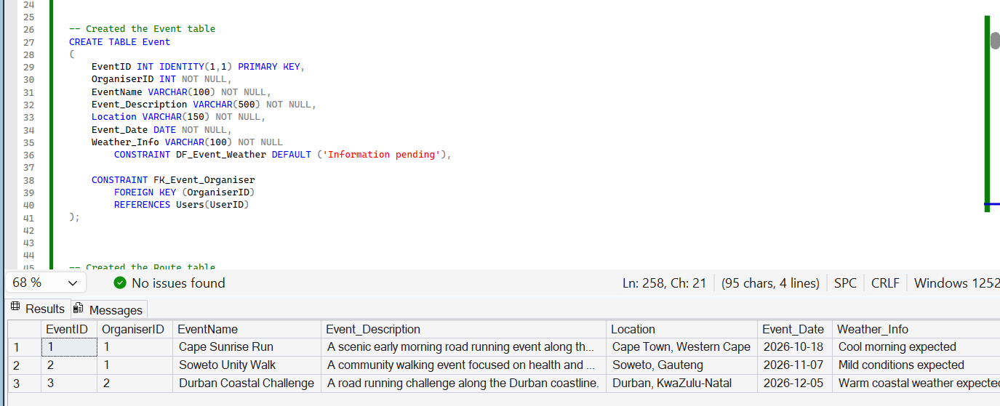 24
25
26 -- Created the Event table
27 CREATE TABLE Event
28 (
29 EventID INT IDENTITY(1,1) PRIMARY KEY,
30 OrganiserID INT NOT NULL,
31 EventName VARCHAR(100) NOT NULL,
32 Event_Description VARCHAR(500) NOT NULL,
33 Location VARCHAR(150) NOT NULL,
34 Event_Date DATE NOT NULL,
35 Weather_Info VARCHAR(100) NOT NULL
36 CONSTRAINT DF_Event_Weather DEFAULT ('Information pending'),
37
38 CONSTRAINT FK_Event_Organiser
39 FOREIGN KEY (OrganiserID)
40 REFERENCES Users(UserID)
41 );
42
43
44
45 -- Created the Route table
68 % No issues found Ln: 258, Ch: 21 (95 chars, 4 lines) SPC CRLF Windows 1252
Results Messages
EventID OrganiserID EventName Event_Description Location Event_Date Weather_Info
1 1 1 Cape Sunrise Run A scenic early morning road running event along th... Cape Town, Western Cape 2026-10-18 Cool morning expected
2 2 1 Soweto Unity Walk A community walking event focused on health and ... Soweto, Gauteng 2026-11-07 Mild conditions expected
3 3 2 Durban Coastal Challenge A road running challenge along the Durban coastline. Durban, KwaZulu-Natal 2026-12-05 Warm coastal weather expected